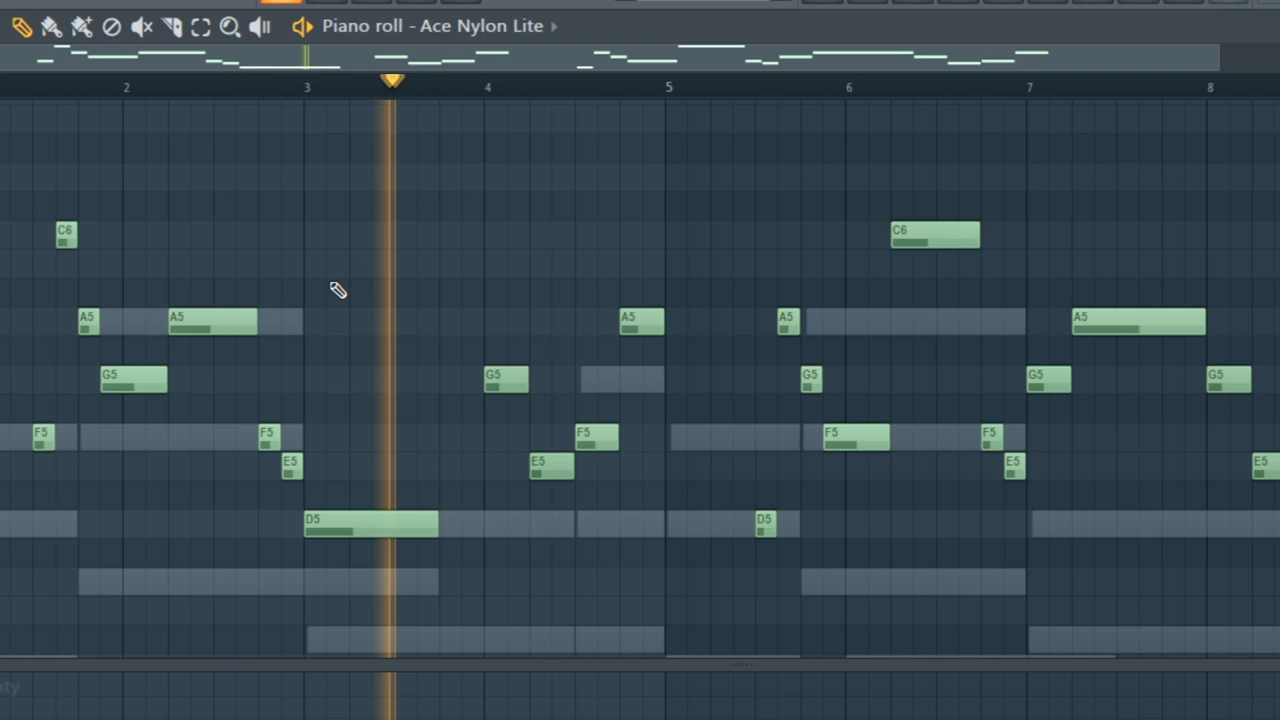 Piano roll - Ace Nylon Lite
2 3 4 5 6 7 8
C6 C6
A5 A5 A5 A5 A5
G5 G5 G5 G5 G5
F5 F5 F5 F5 F5
E5 E5 E5 E5
D5 D5
ity